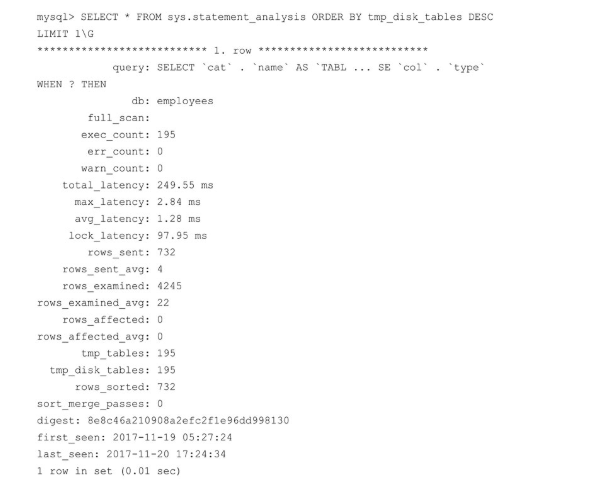 mysql> SELECT * FROM sys.statement_analysis ORDER BY tmp_disk_tables DESC
LIMIT 1\G
*************************** 1. row ***************************
query: SELECT `cat` . `name` AS `TABL ... SE `col` . `type`
WHEN ? THEN
db: employees
full_scan:
exec_count: 195
err_count: 0
warn_count: 0
total_latency: 249.55 ms
max_latency: 2.84 ms
avg_latency: 1.28 ms
lock_latency: 97.95 ms
rows_sent: 732
rows_sent_avg: 4
rows_examined: 4245
rows_examined_avg: 22
rows_affected: 0
rows_affected_avg: 0
tmp_tables: 195
tmp_disk_tables: 195
rows_sorted: 732
sort_merge_passes: 0
digest: 8e8c46a210908a2efc2f1e96dd998130
first_seen: 2017-11-19 05:27:24
last_seen: 2017-11-20 17:24:34
1 row in set (0.01 sec)